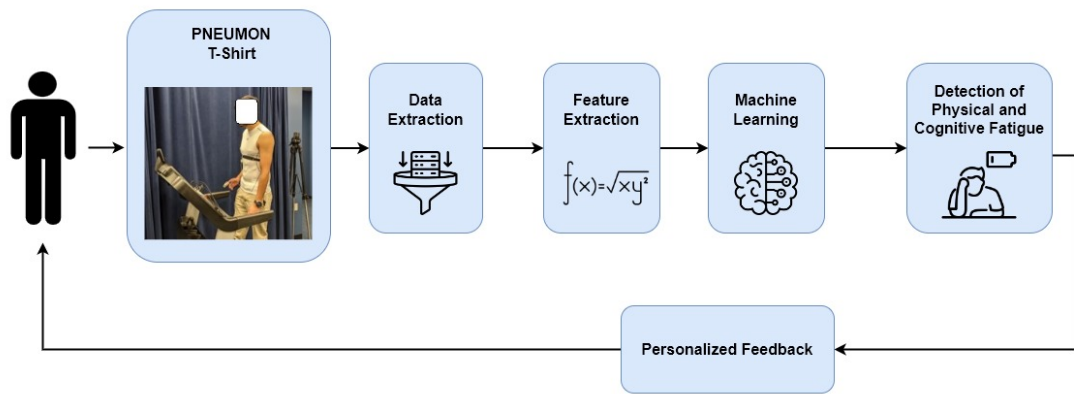 PNEUMON
T-Shirt
Data
Extraction
Feature
Extraction
f(x)=√xy²
Machine
Learning
Detection of
Physical and
Cognitive Fatigue
Personalized Feedback